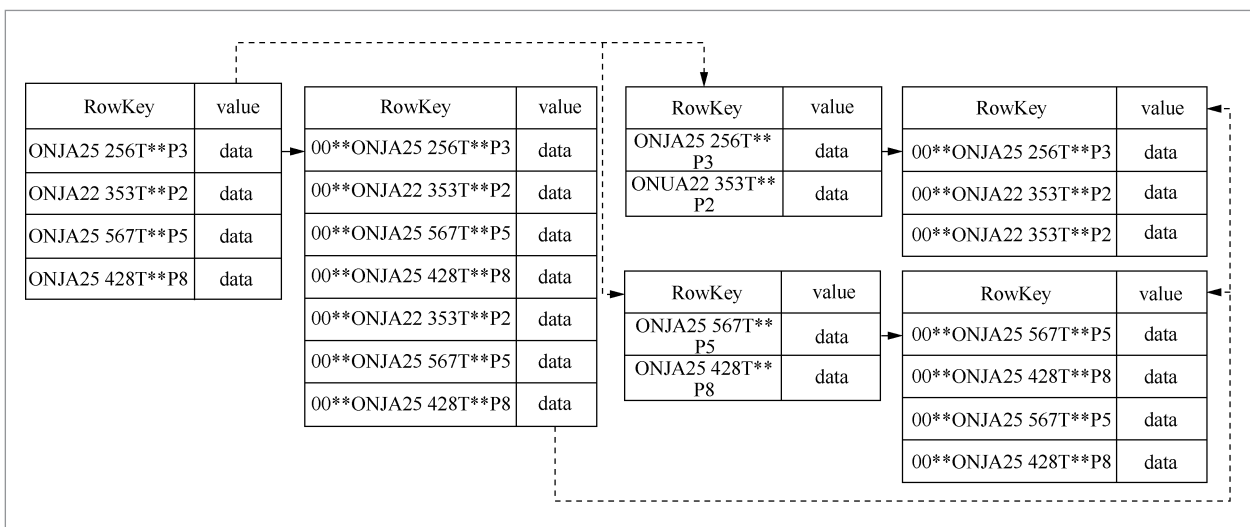 RowKey value
ONJA25 256T**P3 data
ONJA22 353T**P2 data
ONJA25 567T**P5 data
ONJA25 428T**P8 data
RowKey value
00**ONJA25 256T**P3 data
00**ONJA22 353T**P2 data
00**ONJA25 567T**P5 data
00**ONJA25 428T**P8 data
00**ONJA22 353T**P2 data
00**ONJA25 567T**P5 data
00**ONJA25 428T**P8 data
RowKey value
ONJA25 256T**
P3 data
ONUA22 353T**
P2 data
RowKey value
00**ONJA25 256T**P3 data
00**ONJA22 353T**P2 data
00**ONJA22 353T**P2 data
RowKey value
ONJA25 567T**
P5 data
ONJA25 428T**
P8 data
RowKey value
00**ONJA25 567T**P5 data
00**ONJA25 428T**P8 data
00**ONJA25 567T**P5 data
00**ONJA25 428T**P8 data